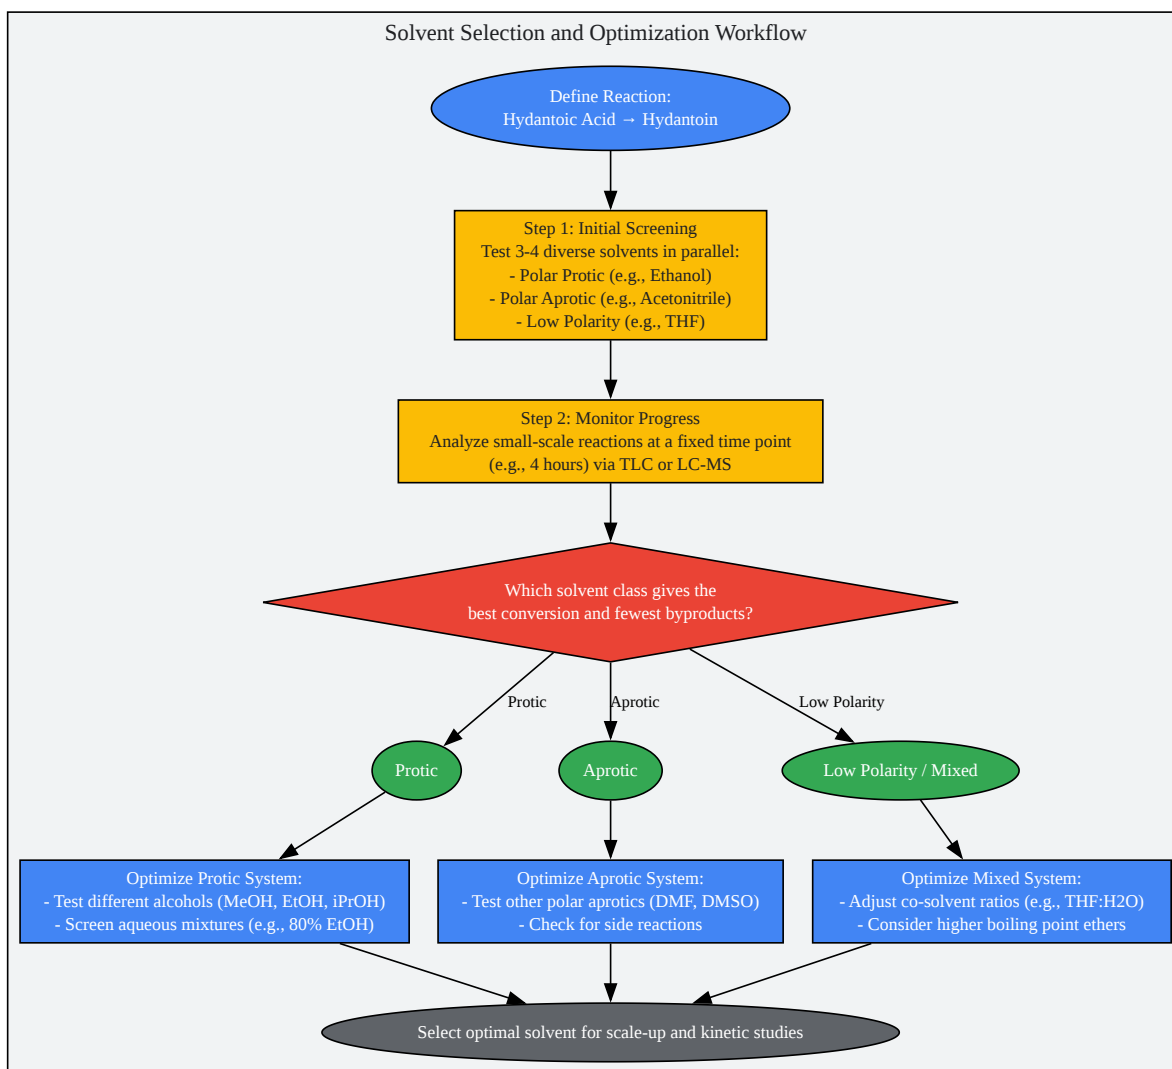 Solvent Selection and Optimization Workflow
Define Reaction:
Hydantoic Acid → Hydantoin
Step 1: Initial Screening
Test 3-4 diverse solvents in parallel:
- Polar Protic (e.g., Ethanol)
- Polar Aprotic (e.g., Acetonitrile)
- Low Polarity (e.g., THF)
Step 2: Monitor Progress
Analyze small-scale reactions at a fixed time point
(e.g., 4 hours) via TLC or LC-MS
Which solvent class gives the
best conversion and fewest byproducts?
Protic
Aprotic
Low Polarity
Protic
Aprotic
Low Polarity / Mixed
Optimize Protic System:
- Test different alcohols (MeOH, EtOH, iPrOH)
- Screen aqueous mixtures (e.g., 80% EtOH)
Optimize Aprotic System:
- Test other polar aprotics (DMF, DMSO)
- Check for side reactions
Optimize Mixed System:
- Adjust co-solvent ratios (e.g., THF:H2O)
- Consider higher boiling point ethers
Select optimal solvent for scale-up and kinetic studies